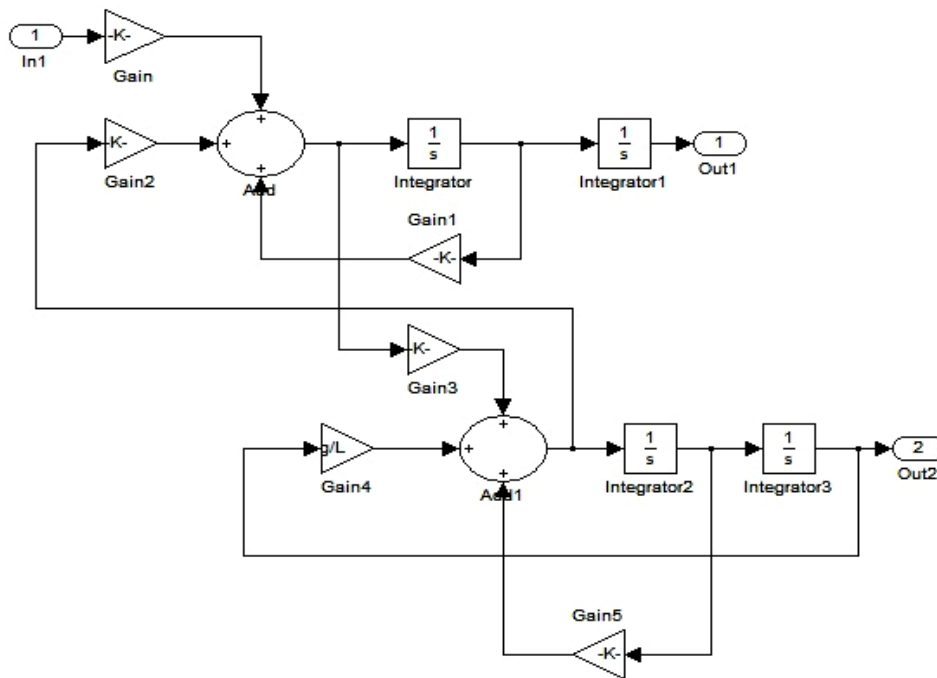 -K-
1
In1
Gain
+
-K-
+
+
1
s
1
s
1
Gain2
Add
Integrator
Integrator1
Out1
Gain1
-K-
-K-
Gain3
+
g/L
+
+
1
s
1
s
2
Gain4
Add1
Integrator2
Integrator3
Out2
Gain5
-K-